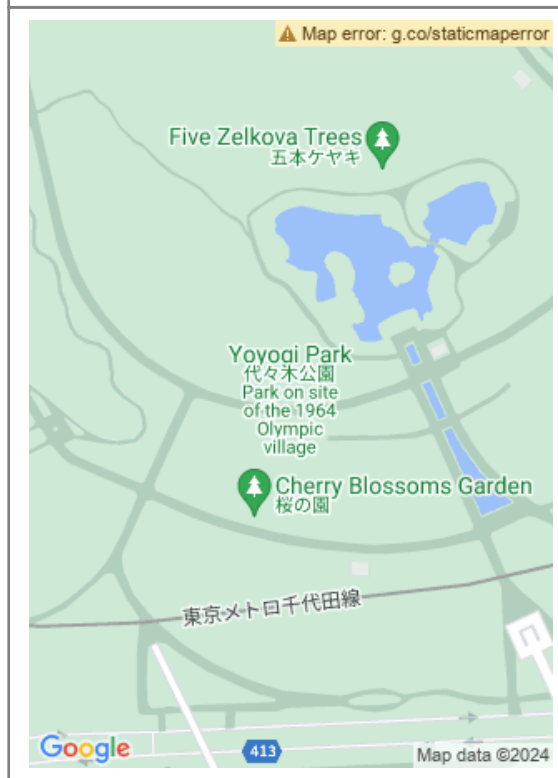 Map error: g.co/staticmaperror
Five Zelkova Trees
五本ケヤキ
Yoyogi Park
代々木公園
Park on site
of the 1964
Olympic
village
Cherry Blossoms Garden
桜の園
東京メトロ千代田線
Google
413
Map data ©2024